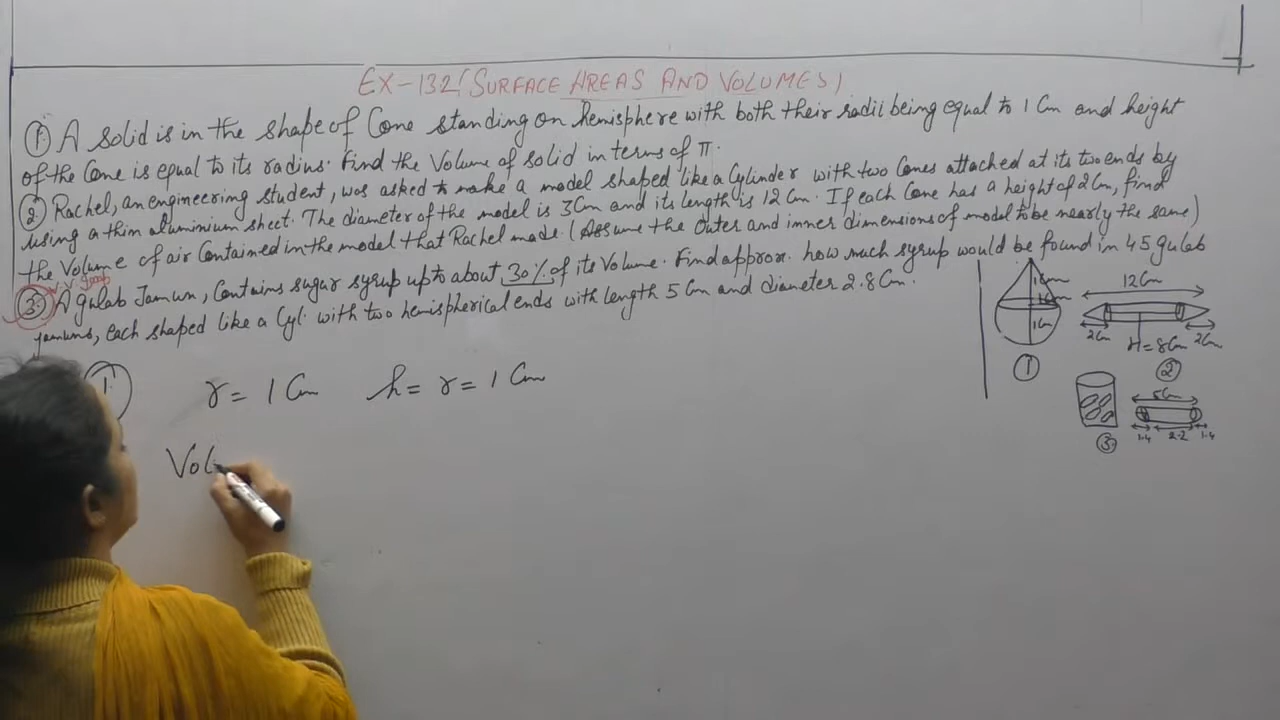 EX-132 (SURFACE AREAS AND VOLUMES)
① A solid is in the shape of Cone standing on hemisphere with both their radii being equal to 1 Cm and height
of the Cone is equal to its radius. Find the Volume of solid in terms of π.
② Rachel, an engineering student, was asked to make a model shaped like a Cylinder with two Cones attached at its two ends by
using a thin aluminium sheet. The diameter of the model is 3 Cm and its length is 12 Cm. If each Cone has a height of 2 Cm, find
the Volume of air Contained in the model that Rachel made. (Assume the Outer and inner dimensions of model to be nearly the same)
③ A gulab Jamun, Contains sugar syrup up to about 30% of its Volume. Find approx. how much syrup would be found in 45 gulab
jamuns, each shaped like a Cyl. with two hemispherical ends with length 5 Cm and diameter 2.8 Cm.
1cm
1cm
1cm
①
12 Cm
2Cm
H=8Cm
2Cm
②
5Cm
1.4
2.2
1.4
③
1.
r = 1 Cm h = r = 1 Cm
Vol